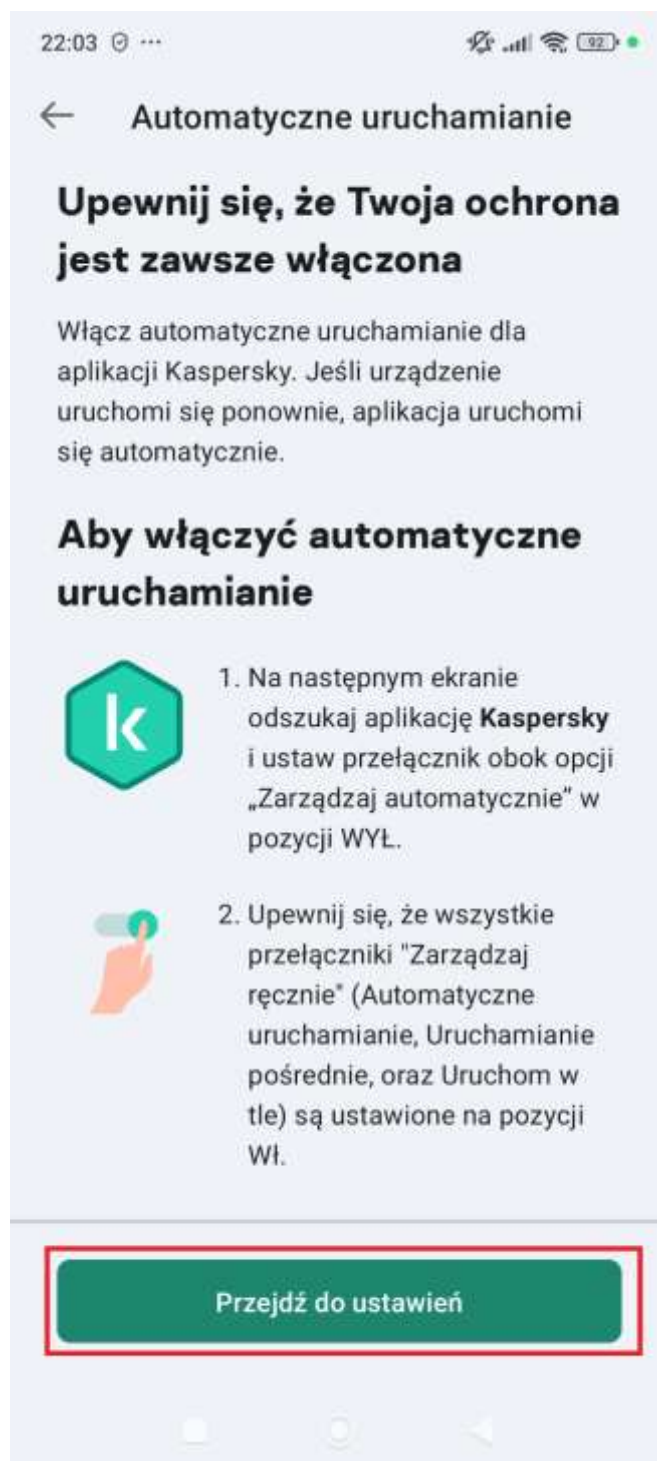 22:03
92
Automatyczne uruchamianie
Upewnij się, że Twoja ochrona
jest zawsze włączona
Włącz automatyczne uruchamianie dla
aplikacji Kaspersky. Jeśli urządzenie
uruchomi się ponownie, aplikacja uruchomi
się automatycznie.
Aby włączyć automatyczne
uruchamianie
1. Na następnym ekranie
odszukaj aplikację Kaspersky
i ustaw przełącznik obok opcji
„Zarządzaj automatycznie” w
pozycji WYŁ.
2. Upewnij się, że wszystkie
przełączniki "Zarządzaj
ręcznie" (Automatyczne
uruchamianie, Uruchamianie
pośrednie, oraz Uruchom w
tle) są ustawione na pozycji
Wł.
Przejdź do ustawień